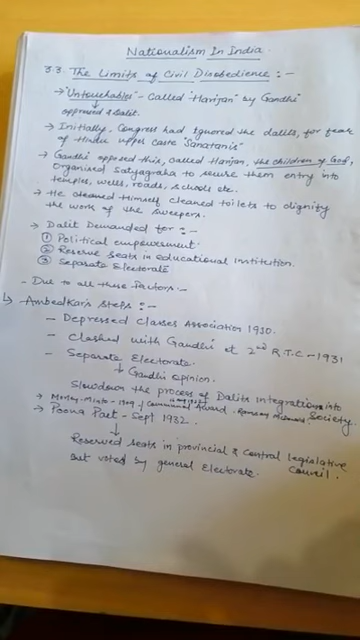 Nationalism In India.
3.3. The Limits of Civil Disobedience :-
→ "Untouchables" - Called "Harijan" by Gandhi
oppressed & Dalit.
→ Initially, Congress had ignored the dalits, for fear
of Hindu upper caste "Sanatanis"
→ Gandhi opposed this, called Harijan, the children of God,
Organised satyagraha to secure them entry into
temples, wells, roads, schools etc.
→ He cleaned Himself cleaned toilets to dignity
the work of the sweepers.
→ Dalit Demanded for :-
① Political empowerment.
② Reserve Seats in educational Institution.
③ Separate Electorate
- Due to all these factors :-
↳ Ambedkar's steps :-
- Depressed Classes Association 1930.
- Clashed with Gandhi at 2nd R.T.C - 1931
- Separate Electorate.
↳ Gandhi opinion.
Slowdown the process of Dalits Integration into
Society.
→ Morley-Minto - 1909, Communal Award. Ramsay
→ Poona Pact - Sept 1932.
↓
Reserved seats in provincial & Central legislative
Council.
But voted by general Electorate.